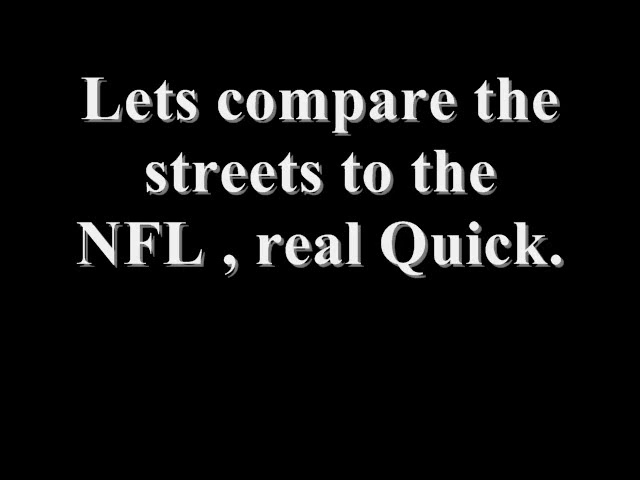 Lets compare the
streets to the
NFL , real Quick.